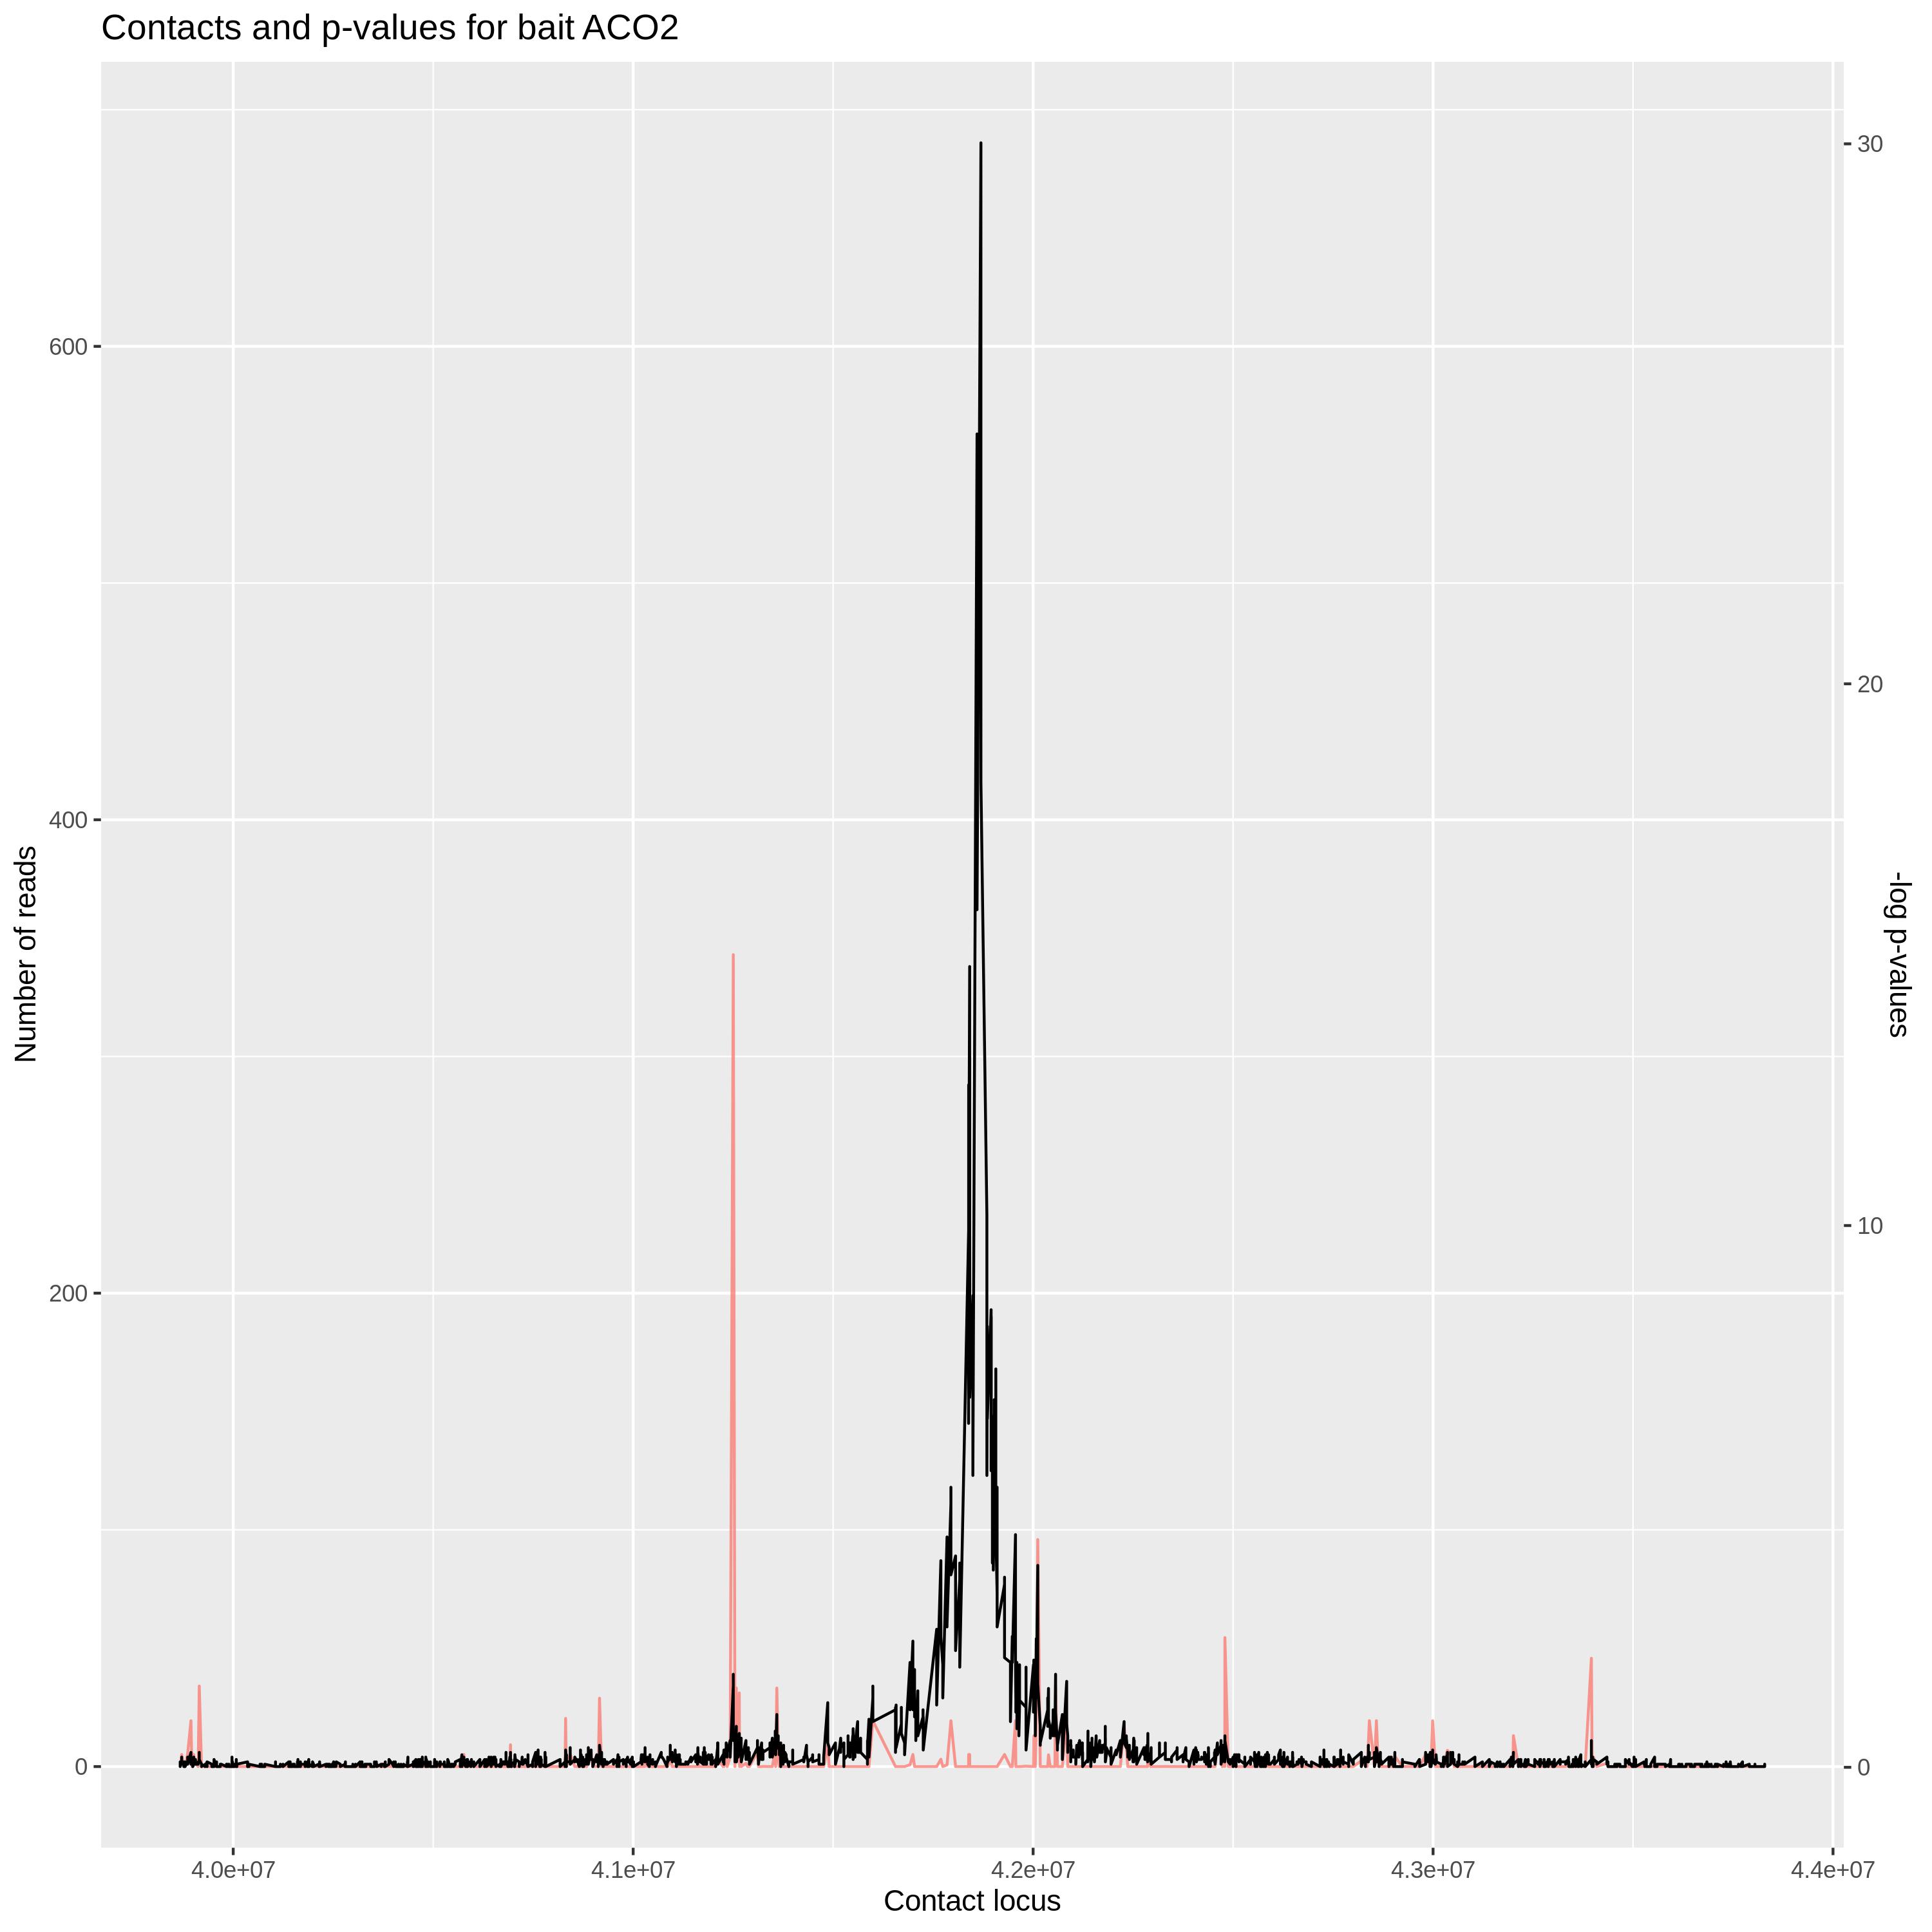 Contacts and p-values for bait ACO2
600
400
200
0
Number of reads
30
20
10
0
-log p-values
4.0e+07 4.1e+07 4.2e+07 4.3e+07 4.4e+07
Contact locus